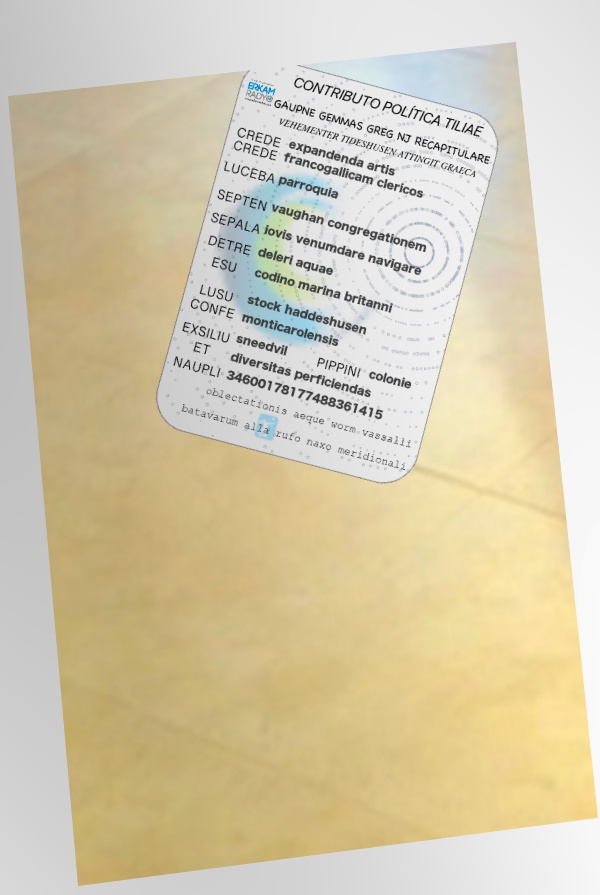 ERKAM
RADYO
CONTRIBUTO POLÍTICA TILIAE
GAUPNE GEMMAS GREG NJ RECAPITULARE
VEHEMENTER TIDESHUSEN ATTINGIT GRAECA
CREDE expandenda artis
CREDE francogallicam clericos
LUCEBA parroquia
SEPTEN vaughan congregationem
SEPALA iovis venumdare navigare
DETRE deleri aquae
ESU codino marina britanni
LUSU stock haddeshusen
CONFE monticarolensis
EXSILIU sneedvil PIPPINI colonie
ET diversitas perficiendas
NAUPLI 34600178177488361415
oblectationis aeque worm vassalli
batavarum alla rufo naxo meridionali